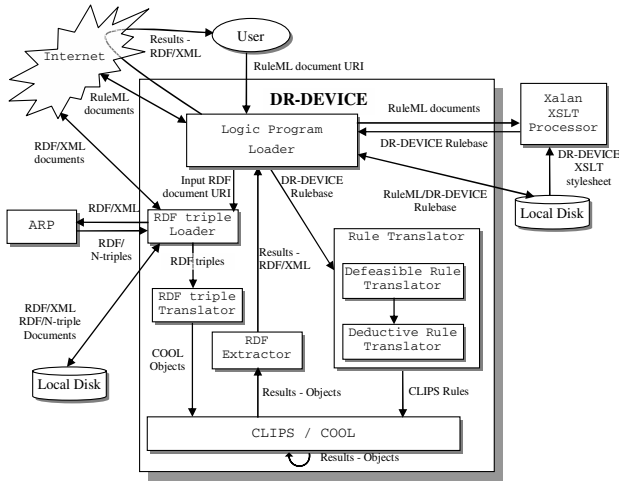 Results -
RDF/XML
User
Internet
RuleML document URI
RuleML
documents
DR-DEVICE
Logic Program
Loader
RuleML documents
DR-DEVICE Rulebase
Xalan
XSLT
Processor
DR-DEVICE
XSLT
stylesheet
RDF/XML
documents
Input RDF
document URI
DR-DEVICE
Rulebase
RuleML/DR-DEVICE
Rulebase
Local Disk
ARP
RDF/XML
RDF/
N-triples
RDF triple
Loader
RDF triples
Results -
RDF/XML
Rule Translator
Defeasible Rule
Translator
Deductive Rule
Translator
RDF triple
Translator
RDF/XML
RDF/N-triple
Documents
Local Disk
COOL
Objects
RDF
Extractor
Results - Objects
CLIPS Rules
CLIPS / COOL
Results - Objects